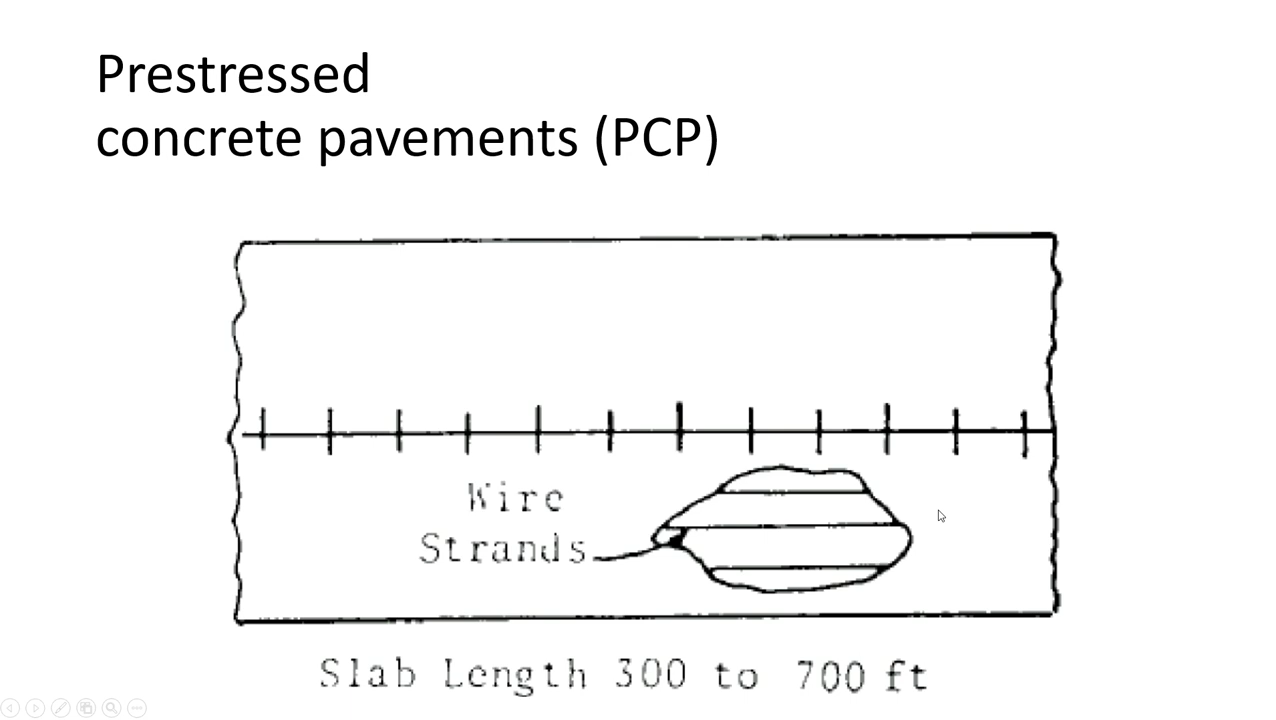 Prestressed
concrete pavements (PCP)
Wire
Strands
Slab Length 300 to 700 ft